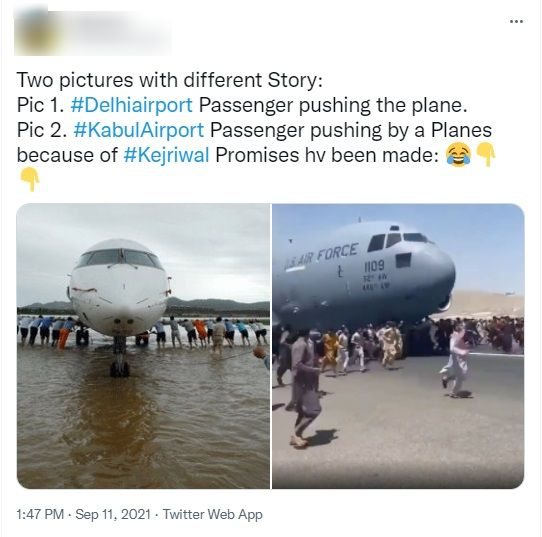 Two pictures with different Story:
Pic 1. #Delhiairport Passenger pushing the plane.
Pic 2. #KabulAirport Passenger pushing by a Planes
because of #Kejriwal Promises hv been made: 😂👇
👇
U.S. AIR FORCE
1109
1:47 PM · Sep 11, 2021 · Twitter Web App